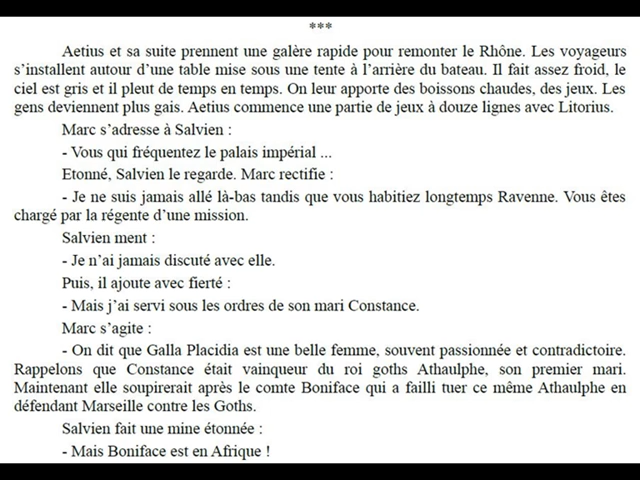 ***
Aetius et sa suite prennent une galère rapide pour remonter le Rhône. Les voyageurs
s'installent autour d'une table mise sous une tente à l'arrière du bateau. Il fait assez froid, le
ciel est gris et il pleut de temps en temps. On leur apporte des boissons chaudes, des jeux. Les
gens deviennent plus gais. Aetius commence une partie de jeux à douze lignes avec Litorius.
Marc s'adresse à Salvien :
- Vous qui fréquentez le palais impérial ...
Etonné, Salvien le regarde. Marc rectifie :
- Je ne suis jamais allé là-bas tandis que vous habitiez longtemps Ravenne. Vous êtes
chargé par la régente d'une mission.
Salvien ment :
- Je n'ai jamais discuté avec elle.
Puis, il ajoute avec fierté :
- Mais j'ai servi sous les ordres de son mari Constance.
Marc s'agite :
- On dit que Galla Placidia est une belle femme, souvent passionnée et contradictoire.
Rappelons que Constance était vainqueur du roi goths Athaulphe, son premier mari.
Maintenant elle soupirerait après le comte Boniface qui a failli tuer ce même Athaulphe en
défendant Marseille contre les Goths.
Salvien fait une mine étonnée :
- Mais Boniface est en Afrique !